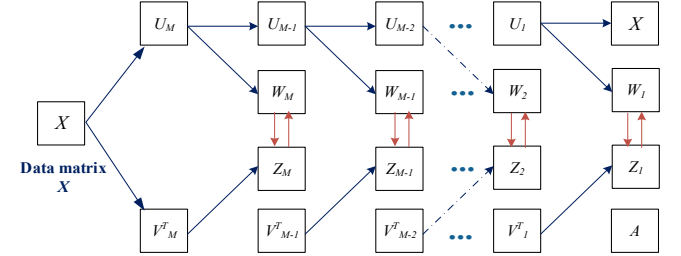 U_M U_{M-1} U_{M-2} ... U_1 X
W_M W_{M-1} ... W_2 W_1
X
Data matrix
X
Z_M Z_{M-1} ... Z_2 Z_1
V^T_M V^T_{M-1} V^T_{M-2} ... V^T_1 A